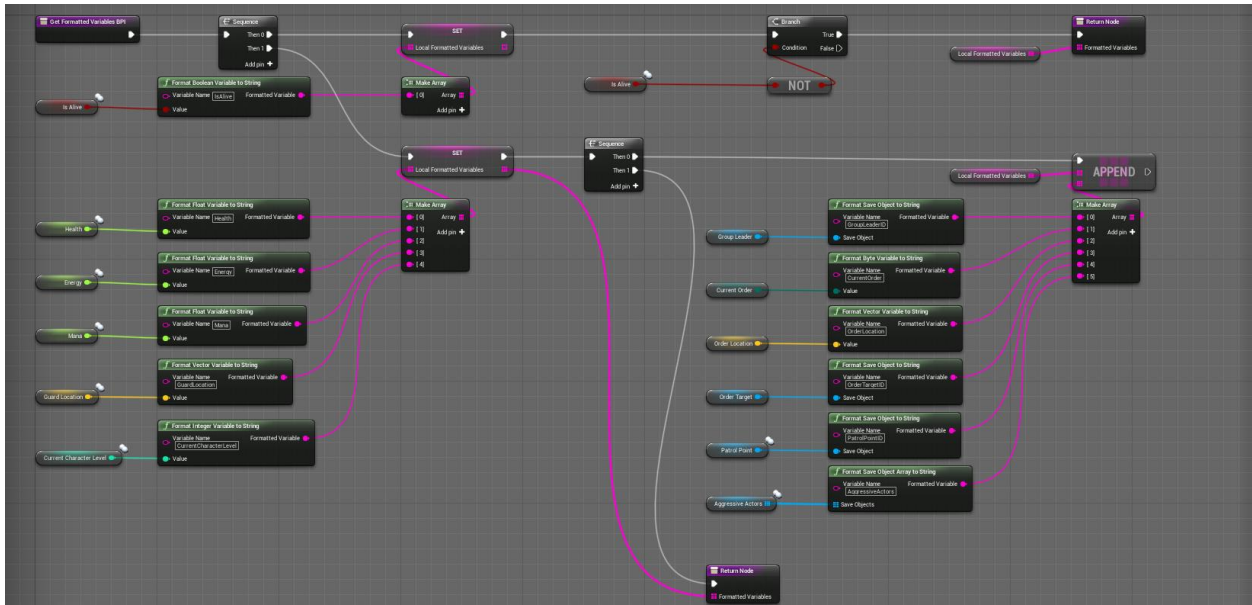 Get Formatted Variables BPI
Sequence
Then 0
Then 1
Add pin +
SET
Local Formatted Variables
Branch
Condition
True
False
Return Node
Local Formatted Variables
Formatted Variables
Is Alive
Format Boolean Variable to String
Variable Name IsAlive Formatted Variable
Value
Make Array
[0] Array
Add pin +
Is Alive
NOT
SET
Local Formatted Variables
Sequence
Then 0
Then 1
Add pin +
Local Formatted Variables
APPEND
Health
Format Float Variable to String
Variable Name Health Formatted Variable
Value
Energy
Format Float Variable to String
Variable Name Energy Formatted Variable
Value
Mana
Format Float Variable to String
Variable Name Mana Formatted Variable
Value
Guard Location
Format Vector Variable to String
Variable Name Formatted Variable
GuardLocation
Value
Current Character Level
Format Integer Variable to String
Variable Name Formatted Variable
CurrentCharacterLevel
Value
Make Array
[0] Array
[1] Add pin +
[2]
[3]
[4]
Group Leader
Format Save Object to String
Variable Name Formatted Variable
GroupLeaderID
Save Object
Current Order
Format Byte Variable to String
Variable Name Formatted Variable
CurrentOrder
Value
Order Location
Format Vector Variable to String
Variable Name Formatted Variable
OrderLocation
Value
Order Target
Format Save Object to String
Variable Name Formatted Variable
OrderTargetID
Save Object
Patrol Point
Format Save Object to String
Variable Name Formatted Variable
PatrolPointID
Save Object
Aggressive Actors
Format Save Object Array to String
Variable Name Formatted Variable
AggressiveActors
Save Objects
Make Array
[0] Array
[1] Add pin +
[2]
[3]
[4]
[5]
Return Node
Formatted Variables